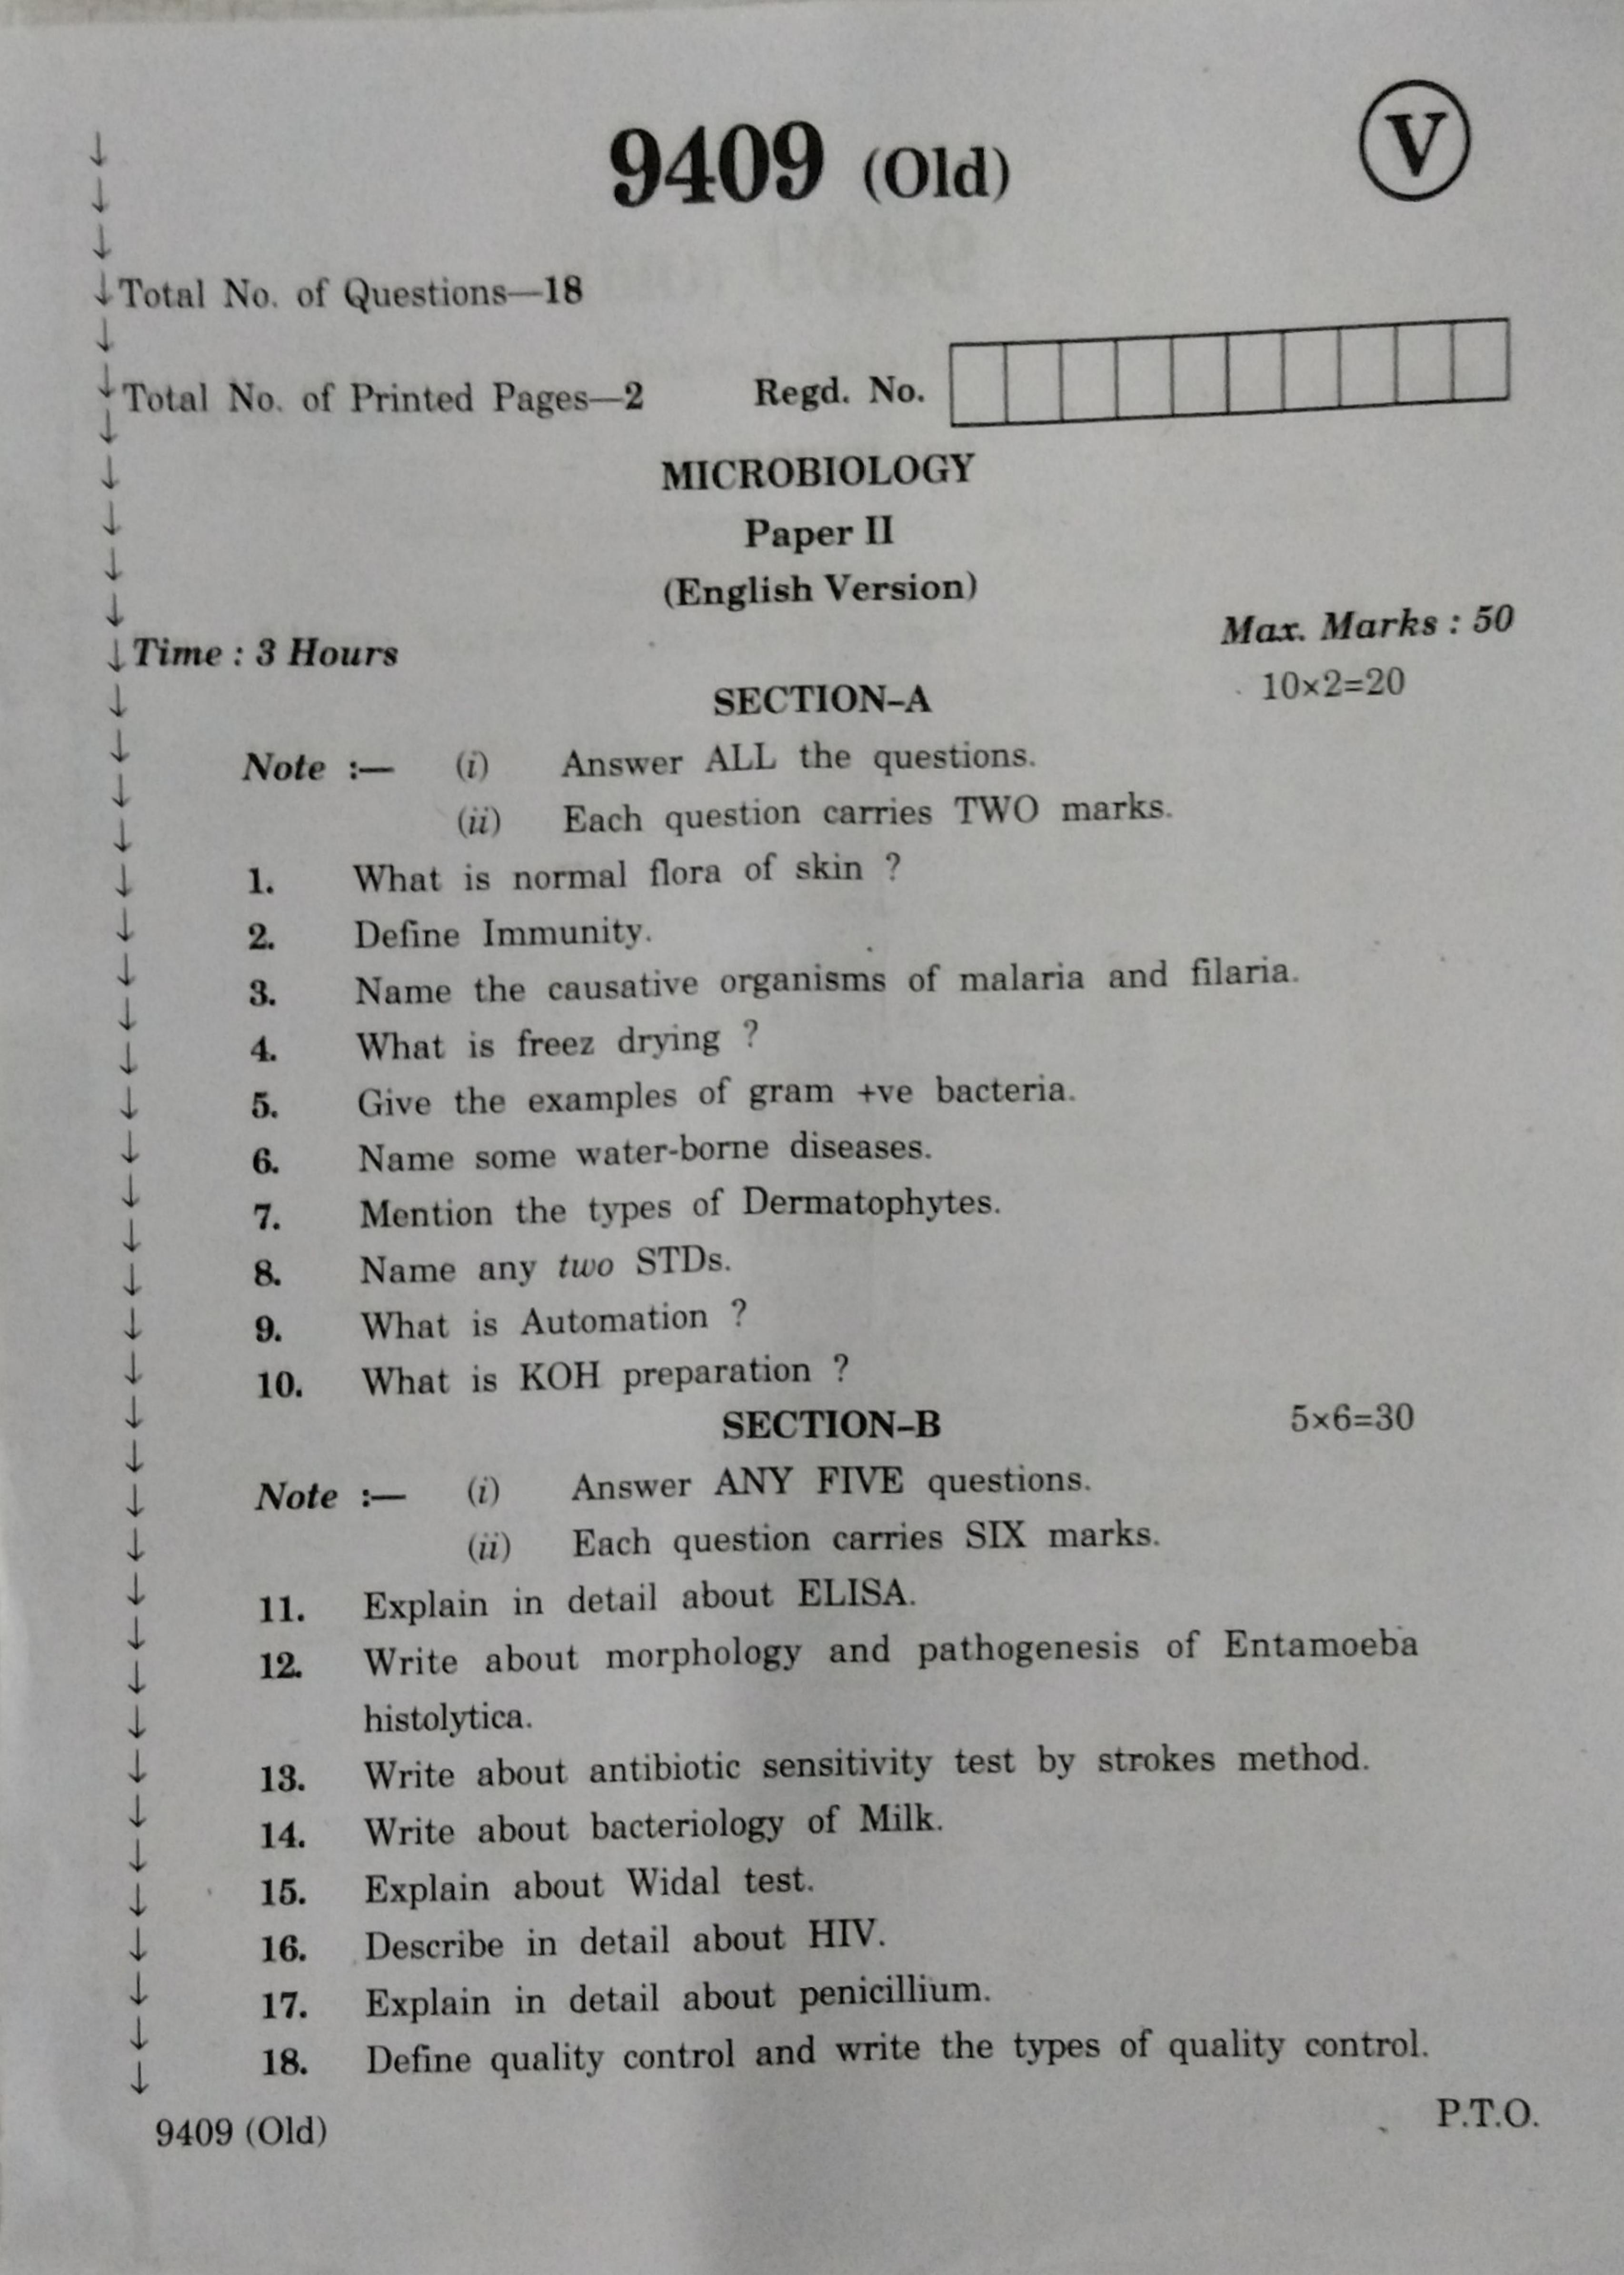 9409 (Old)
V
Total No. of Questions—18
Total No. of Printed Pages—2 Regd. No.
MICROBIOLOGY
Paper II
(English Version)
Max. Marks : 50
Time : 3 Hours
SECTION–A 10×2=20
Note :— (i) Answer ALL the questions.
(ii) Each question carries TWO marks.
1. What is normal flora of skin ?
2. Define Immunity.
3. Name the causative organisms of malaria and filaria.
4. What is freez drying ?
5. Give the examples of gram +ve bacteria.
6. Name some water-borne diseases.
7. Mention the types of Dermatophytes.
8. Name any two STDs.
9. What is Automation ?
10. What is KOH preparation ?
SECTION–B 5×6=30
Note :— (i) Answer ANY FIVE questions.
(ii) Each question carries SIX marks.
11. Explain in detail about ELISA.
12. Write about morphology and pathogenesis of Entamoeba
histolytica.
13. Write about antibiotic sensitivity test by strokes method.
14. Write about bacteriology of Milk.
15. Explain about Widal test.
16. Describe in detail about HIV.
17. Explain in detail about penicillium.
18. Define quality control and write the types of quality control.
9409 (Old) P.T.O.